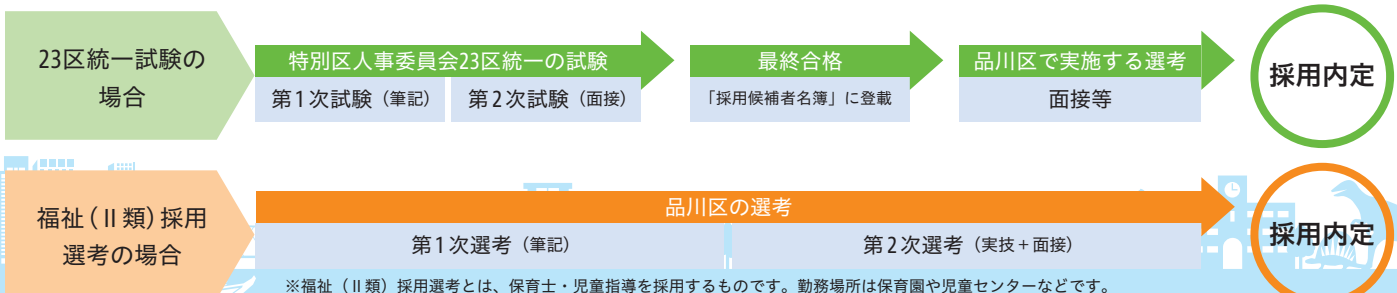 23区統一試験の
場合
特別区人事委員会23区統一の試験
第1次試験（筆記）
第2次試験（面接）
最終合格
「採用候補者名簿」に登載
品川区で実施する選考
面接等
採用内定
福祉（Ⅱ類）採用
選考の場合
品川区の選考
第1次選考（筆記）
第2次選考（実技+面接）
採用内定
※福祉（Ⅱ類）採用選考とは、保育士・児童指導を採用するものです。勤務場所は保育園や児童センターなどです。